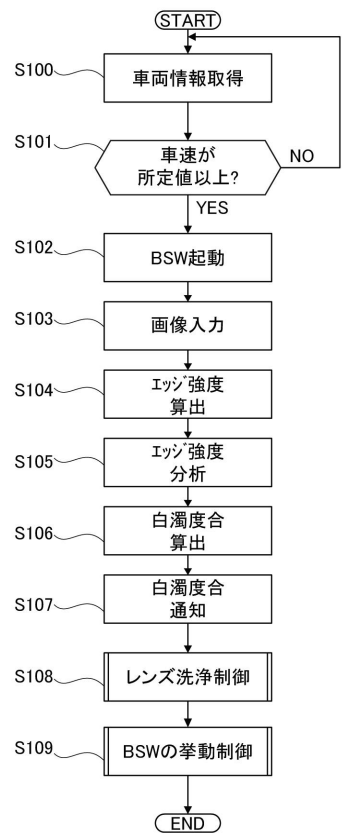 START
S100
車両情報取得
S101
車速が
所定値以上?
NO
YES
S102
BSW起動
S103
画像入力
S104
エッジ強度
算出
S105
エッジ強度
分析
S106
白濁度合
算出
S107
白濁度合
通知
S108
レンズ洗浄制御
S109
BSWの挙動制御
END